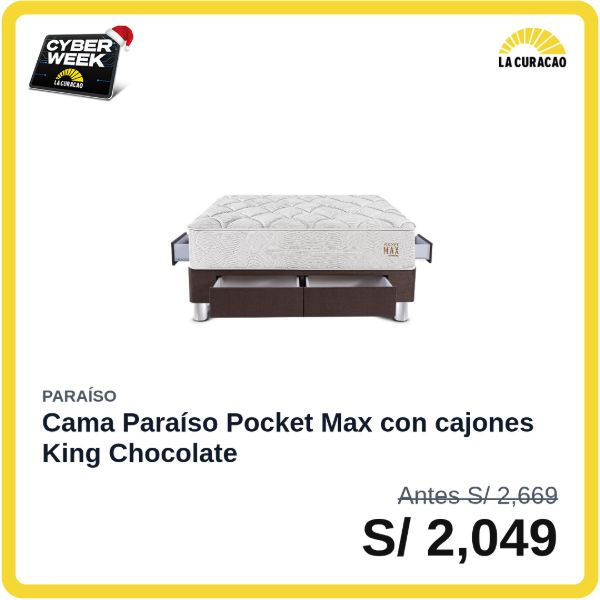 CYBER
WEEK
LA CURACAO
LA CURACAO
POCKET
MAX
PARAÍSO
Cama Paraíso Pocket Max con cajones
King Chocolate
Antes S/ 2,669
S/ 2,049